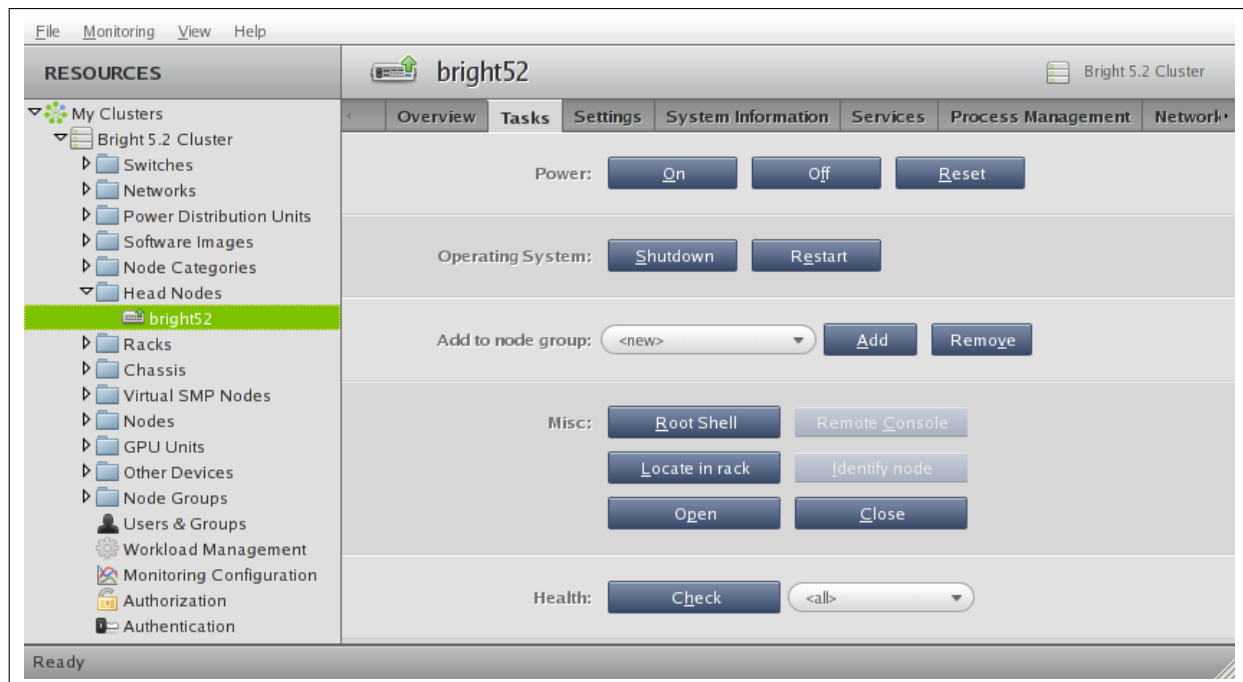 File Monitoring View Help
RESOURCES
bright52
Bright 5.2 Cluster
My Clusters
Bright 5.2 Cluster
Switches
Networks
Power Distribution Units
Software Images
Node Categories
Head Nodes
bright52
Racks
Chassis
Virtual SMP Nodes
Nodes
GPU Units
Other Devices
Node Groups
Users & Groups
Workload Management
Monitoring Configuration
Authorization
Authentication
Overview Tasks Settings System Information Services Process Management Network
Power: On Off Reset
Operating System: Shutdown Restart
Add to node group: <new> Add Remove
Misc: Root Shell Remote Console
Locate in rack Identify node
Open Close
Health: Check <all>
Ready